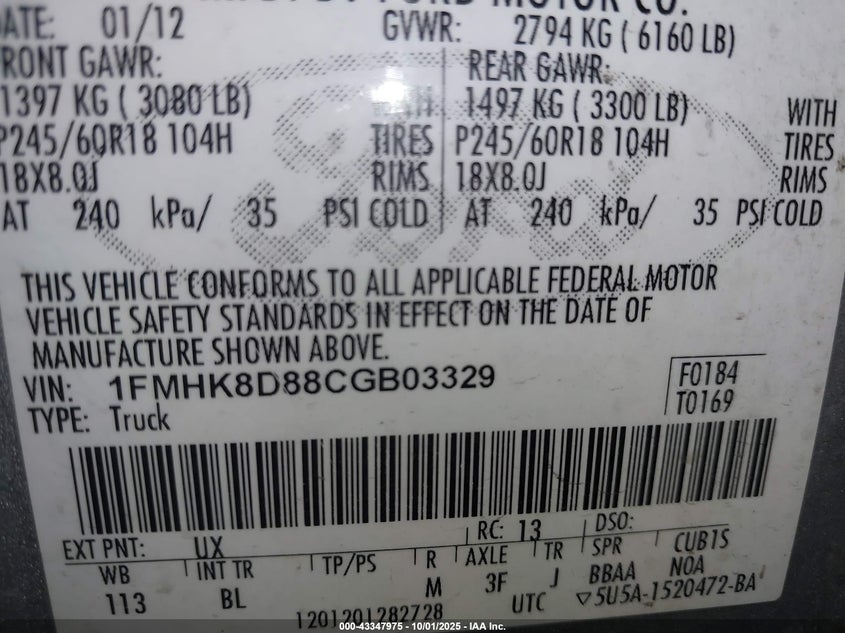 FORD MOTOR CO.
DATE: 01/12 GVWR: 2794 KG ( 6160 LB)
FRONT GAWR: REAR GAWR:
1397 KG ( 3080 LB) 1497 KG ( 3300 LB) WITH
P245/60R18 104H TIRES P245/60R18 104H TIRES
18X8.0J RIMS 18X8.0J RIMS
AT 240 kPa/ 35 PSI COLD AT 240 kPa/ 35 PSI COLD
Ford
THIS VEHICLE CONFORMS TO ALL APPLICABLE FEDERAL MOTOR
VEHICLE SAFETY STANDARDS IN EFFECT ON THE DATE OF
MANUFACTURE SHOWN ABOVE.
VIN: 1FMHK8D88CGB03329 F0184
TYPE: Truck T0169
EXT PNT: UX RC: 13 DSO:
WB INT TR TP/PS R AXLE TR SPR CUB1S
113 BL M 3F J BBAA NOA
1201201282728 UTC ▽5U5A-1520472-BA
000-43347975 | 10/01/2025 - IAA Inc.